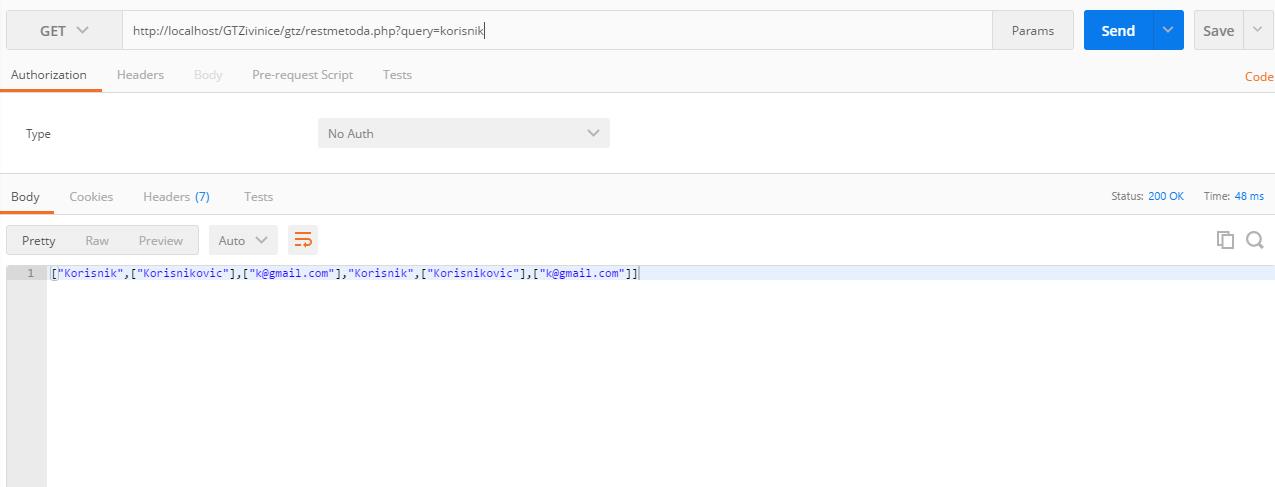 GET http://localhost/GTZivinice/gtz/restmetoda.php?query=korisnik Params Send Save
Authorization Headers Body Pre-request Script Tests Code
Type No Auth
Body Cookies Headers (7) Tests Status: 200 OK Time: 48 ms
Pretty Raw Preview Auto
1 ["Korisnik",["Korisnikovic"],["k@gmail.com"],"Korisnik",["Korisnikovic"],["k@gmail.com"]]